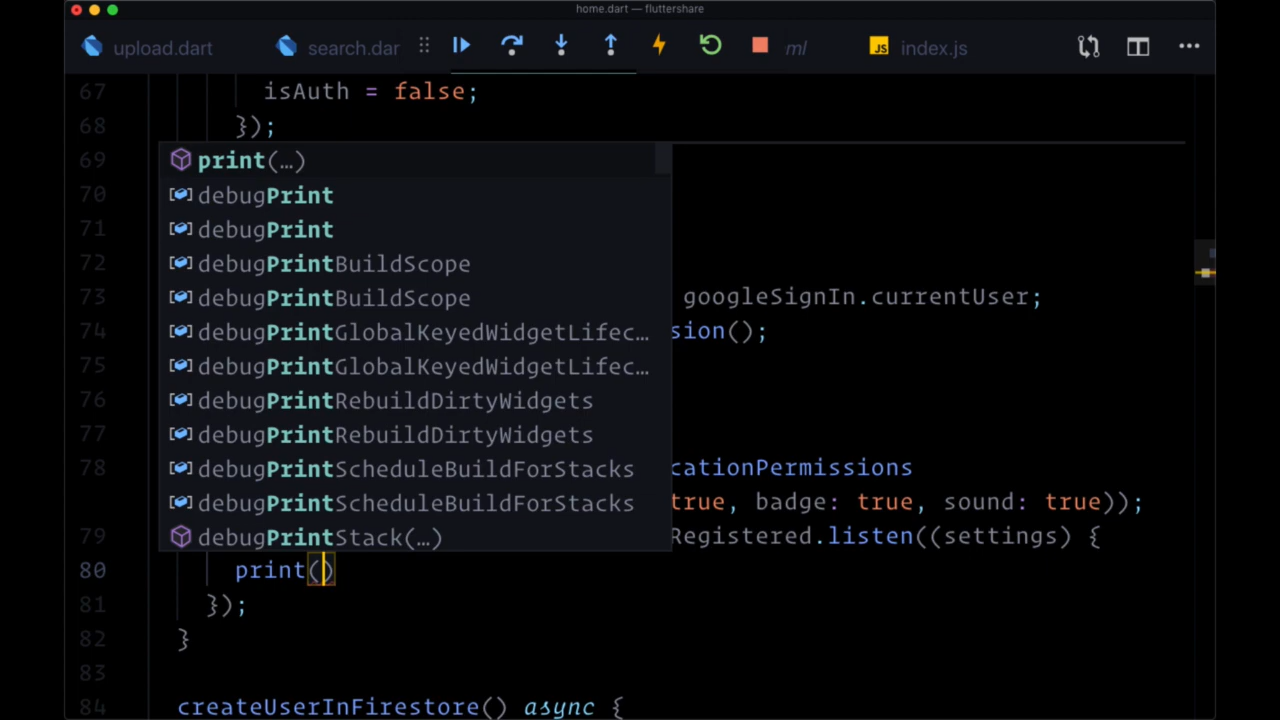 home.dart — fluttershare
upload.dart search.dar ml JS index.js
67 isAuth = false;
68 });
69 print(…)
70 debugPrint
71 debugPrint
72 debugPrintBuildScope
73 debugPrintBuildScope googleSignIn.currentUser;
74 debugPrintGlobalKeyedWidgetLifec… sion();
75 debugPrintGlobalKeyedWidgetLifec…
76 debugPrintRebuildDirtyWidgets
77 debugPrintRebuildDirtyWidgets
78 debugPrintScheduleBuildForStacks cationPermissions
debugPrintScheduleBuildForStacks true, badge: true, sound: true));
79 debugPrintStack(…) Registered.listen((settings) {
80 print()
81 });
82 }
83
84 createUserInFirestore() async {